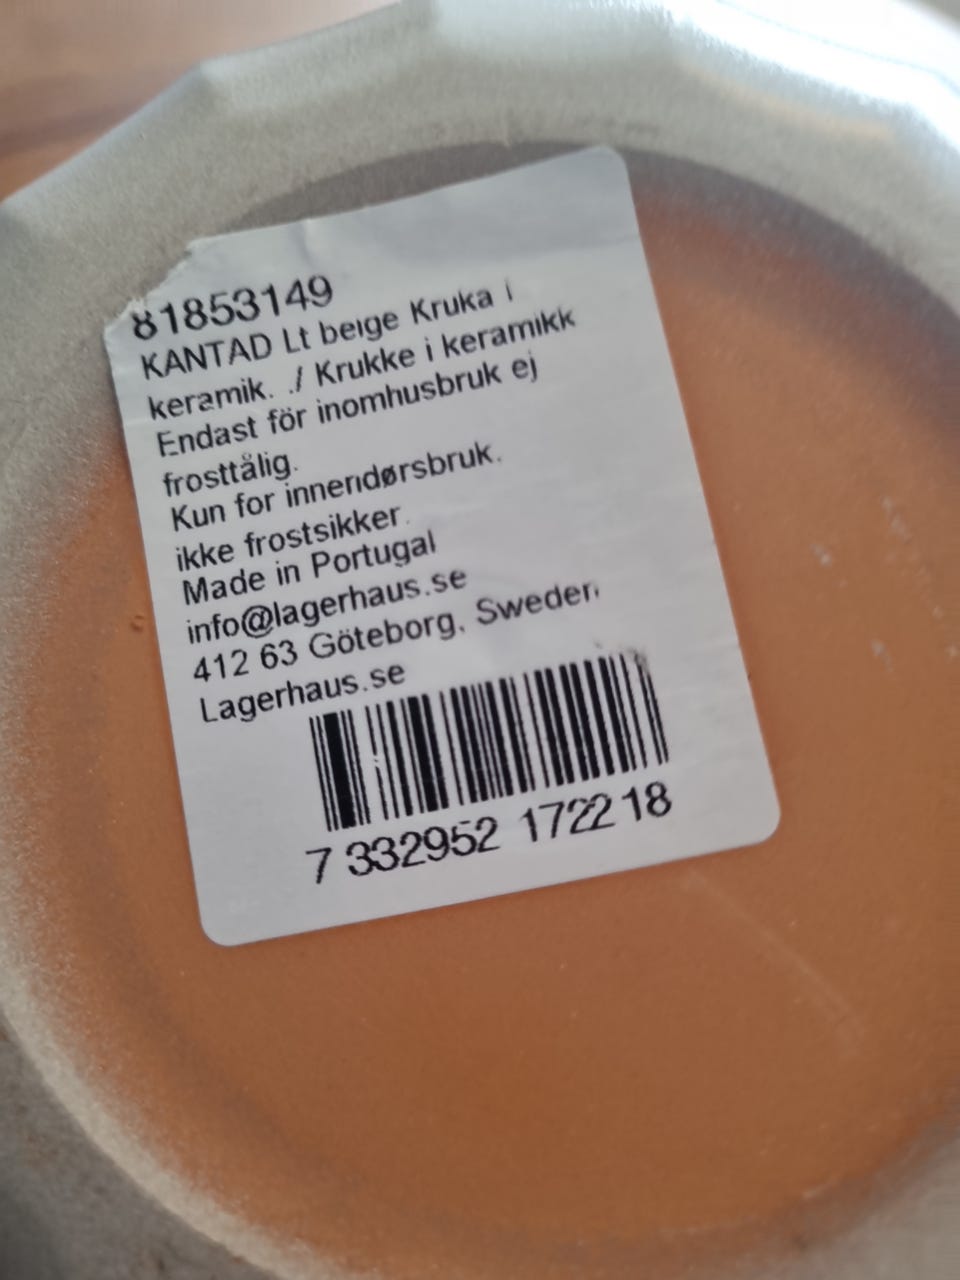 81853149
KANTAD Lt beige Kruka i
keramik. ./ Krukke i keramikk
Endast för inomhusbruk ej
frosttålig.
Kun for innendørsbruk.
ikke frostsikker.
Made in Portugal
info@lagerhaus.se
412 63 Göteborg, Sweden
Lagerhaus.se
7 332952 172218